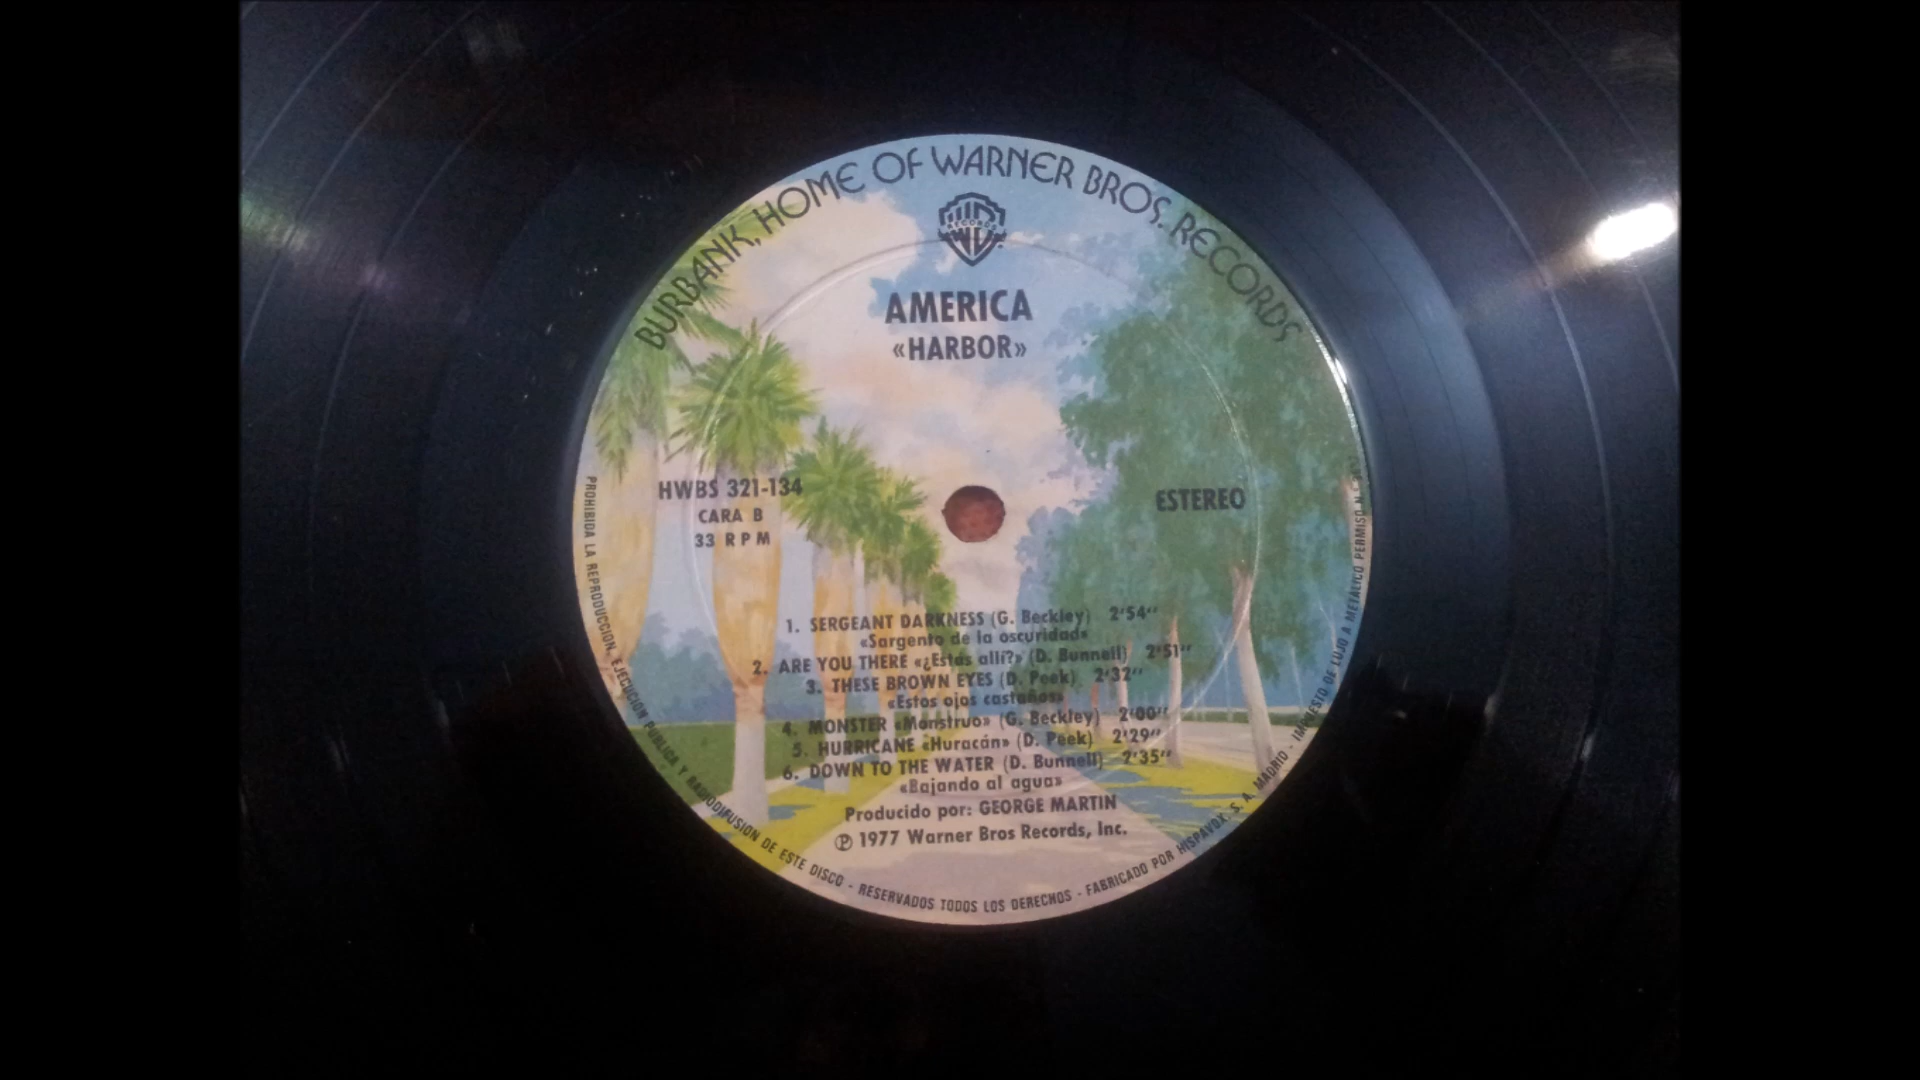 BURBANK, HOME OF WARNER BROS. RECORDS
RECORDS
AMERICA
«HARBOR»
HWBS 321-134
CARA B
33 RPM
ESTEREO
1. SERGEANT DARKNESS (G. Beckley) 2'54''
«Sargento de la oscuridad»
2. ARE YOU THERE «¿Estás allí?» (D. Bunnell) 2'51''
3. THESE BROWN EYES (D. Peek) 2'32''
«Estos ojos castaños»
4. MONSTER «Monstruo» (G. Beckley) 2'00''
5. HURRICANE «Huracán» (D. Peek) 2'29''
6. DOWN TO THE WATER (D. Bunnell) 2'35''
«Bajando al agua»
Producido por: GEORGE MARTIN
℗ 1977 Warner Bros Records, Inc.
PROHIBIDA LA REPRODUCCION, EJECUCION PUBLICA Y RADIODIFUSION DE ESTE DISCO - RESERVADOS TODOS LOS DERECHOS - FABRICADO POR HISPAVOX, S. A. MADRID - IMPUESTO DE LUJO A METALICO PERMISO N.º